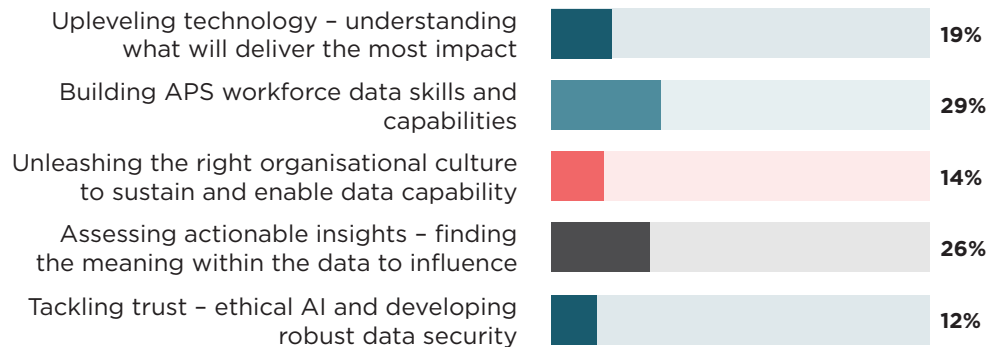 Upleveling technology – understanding
what will deliver the most impact
19%
Building APS workforce data skills and
capabilities
29%
Unleashing the right organisational culture
to sustain and enable data capability
14%
Assessing actionable insights – finding
the meaning within the data to influence
26%
Tackling trust – ethical AI and developing
robust data security
12%